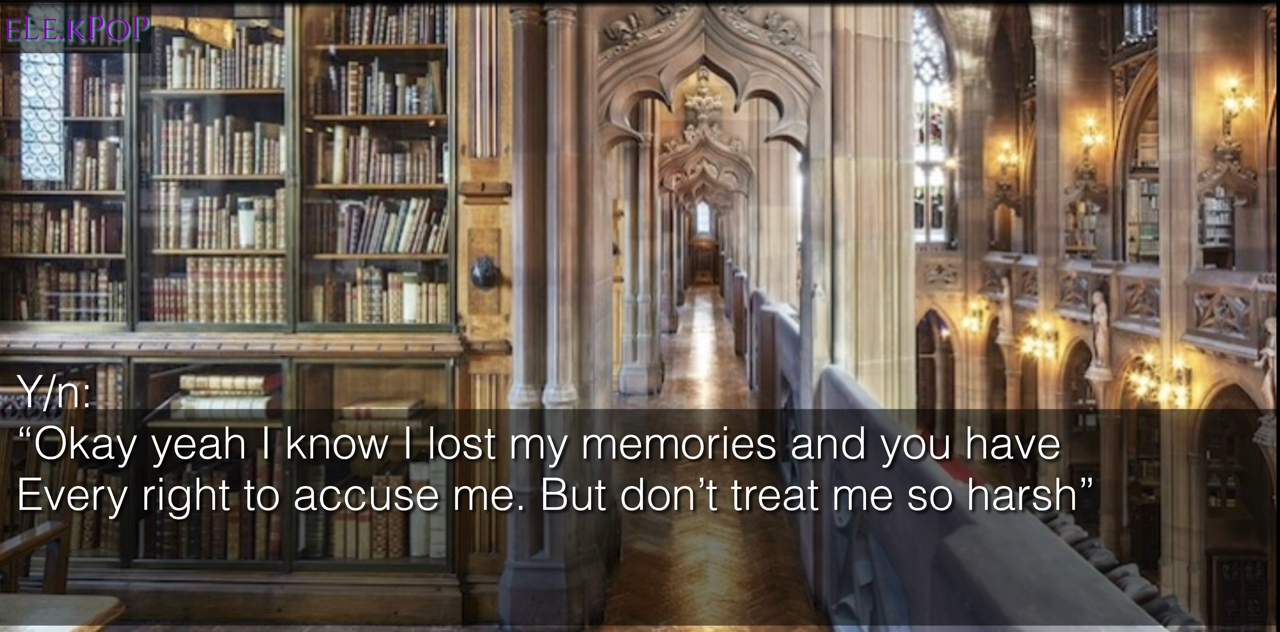 ELE.KPOP
Y/n:
“Okay yeah I know I lost my memories and you have
Every right to accuse me. But don’t treat me so harsh”